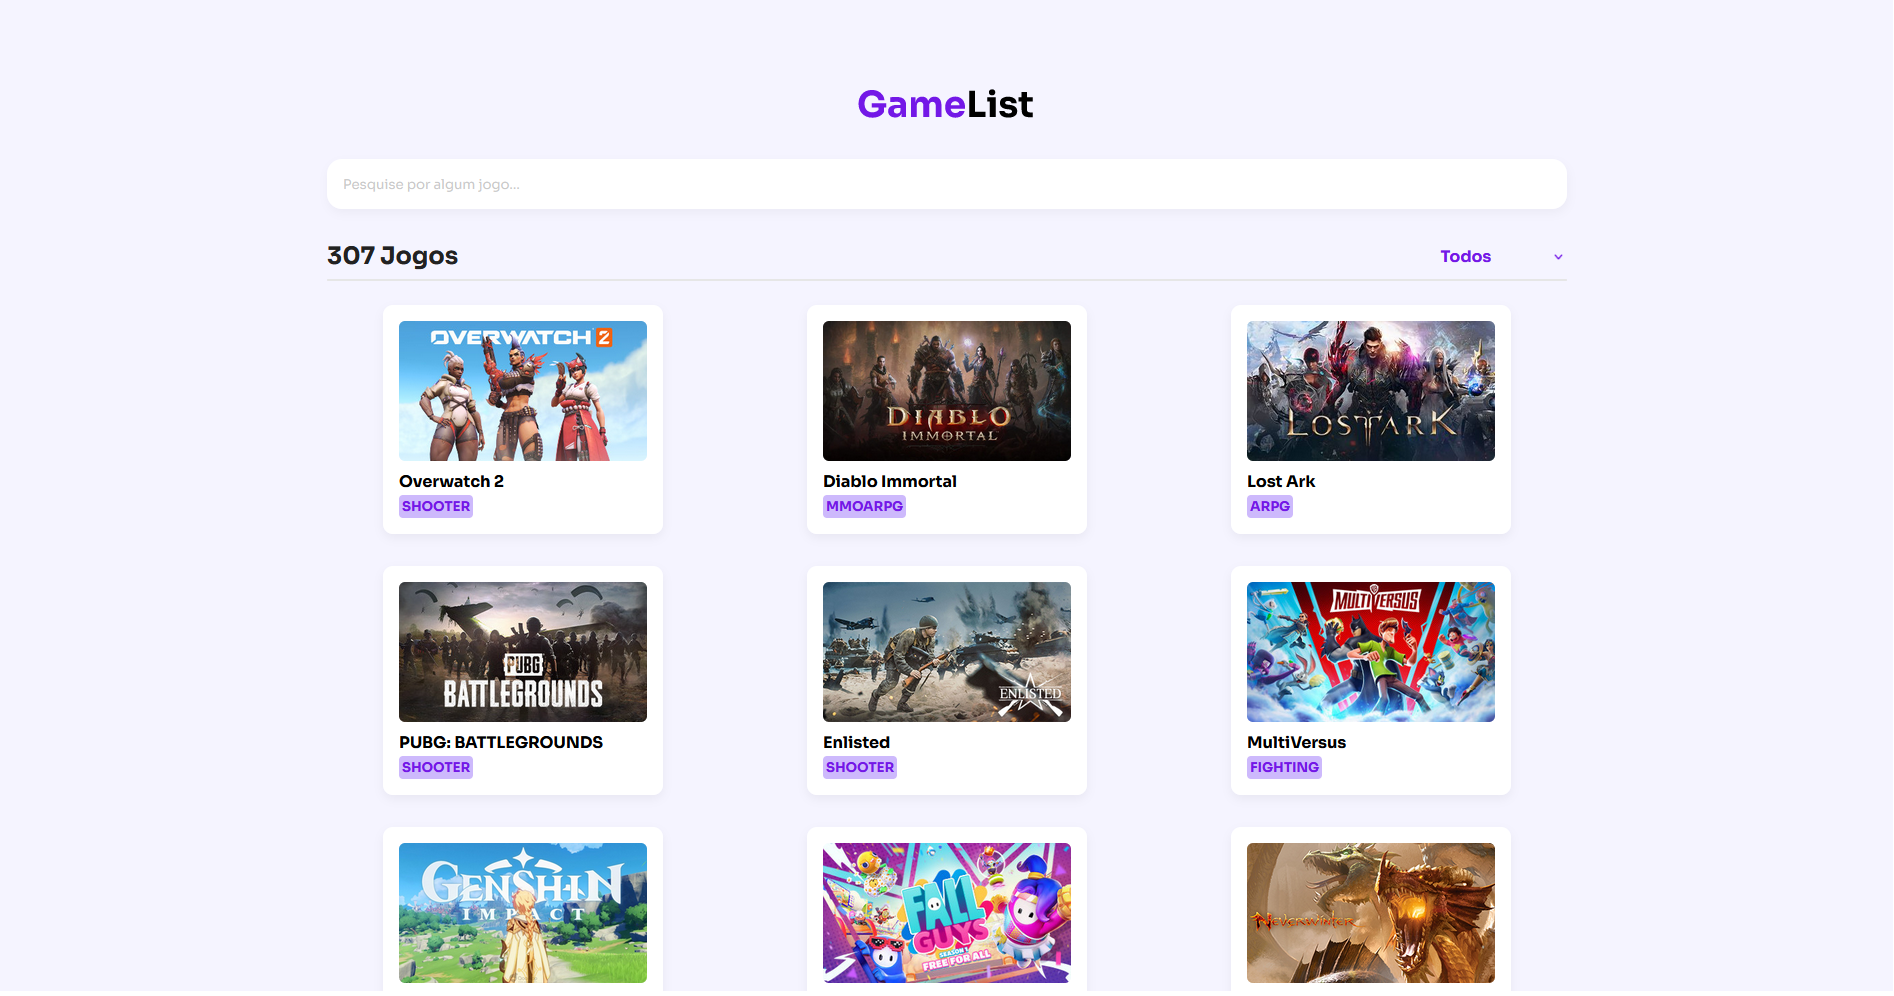 GameList
Pesquise por algum jogo...
307 Jogos
Todos
OVERWATCH 2
DIABLO
IMMORTAL
LOST ARK
Overwatch 2
Diablo Immortal
Lost Ark
SHOOTER
MMOARPG
ARPG
PUBG
BATTLEGROUNDS
ENLISTED
MULTIVERSUS
PUBG: BATTLEGROUNDS
Enlisted
MultiVersus
SHOOTER
SHOOTER
FIGHTING
GENSHIN
IMPACT
FALL
GUYS
SEASON 1
FREE FOR ALL
NEVERWINTER